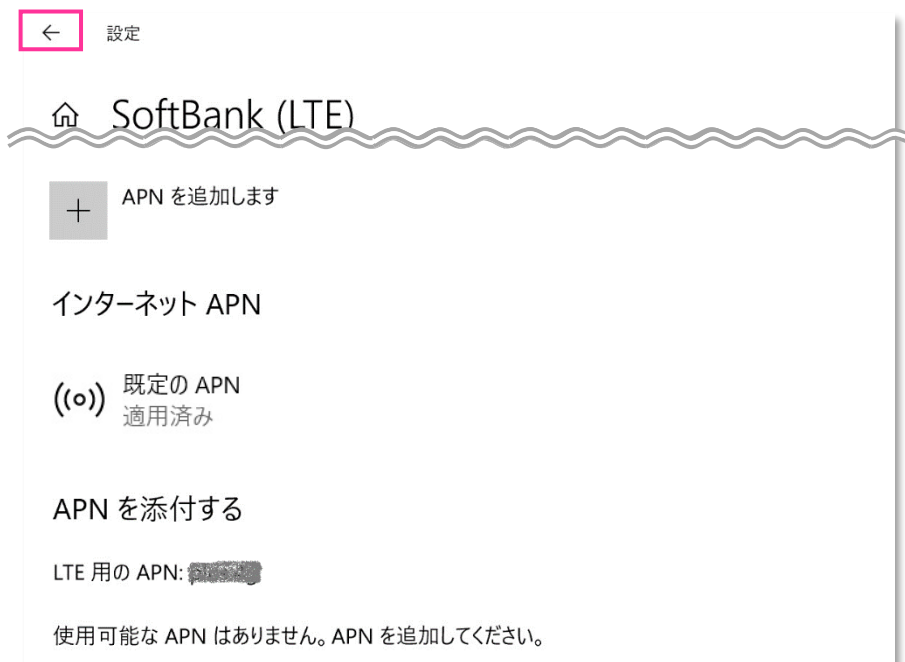 設定
SoftBank (LTE)
APN を追加します
インターネット APN
既定の APN
適用済み
APN を添付する
LTE 用の APN:
使用可能な APN はありません。APN を追加してください。